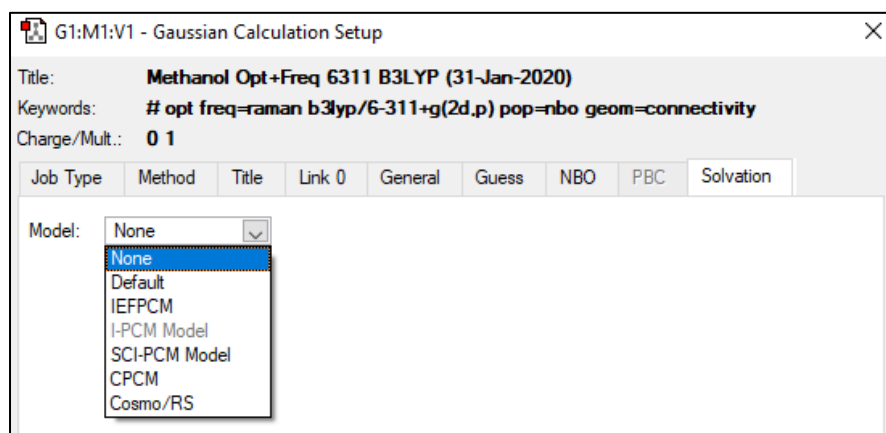 G1:M1:V1 - Gaussian Calculation Setup
Title: Methanol Opt+Freq 6311 B3LYP (31-Jan-2020)
Keywords: # opt freq=raman b3lyp/6-311+g(2d,p) pop=nbo geom=connectivity
Charge/Mult.: 0 1
Job Type Method Title Link 0 General Guess NBO PBC Solvation
Model: None
None
Default
IEFPCM
I-PCM Model
SCI-PCM Model
CPCM
Cosmo/RS